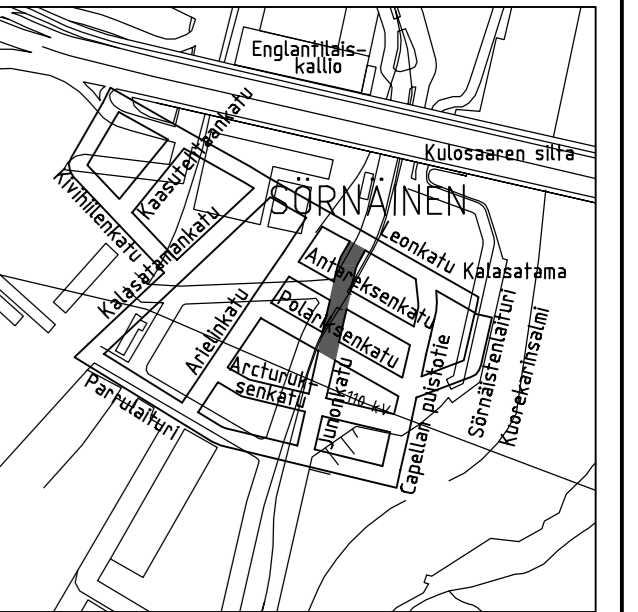 Englantilais-
kallio
Kulosaaren silta
Kaasutehtaankatu
SÖRNÄINEN
Kivihiilenkatu
Kalasatamankatu
Leonkatu
Kalasatama
Antareksenkatu
Polariksenkatu
Arielinkatu
Sörnäistenlaituri
Kuorekarinsalmi
Capellan puistotie
Arcturuk-
senkatu
Junonkatu
110 kV
Parrulaituri